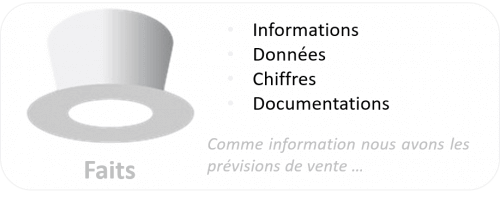 • Informations
• Données
• Chiffres
• Documentations
Comme information nous avons les
prévisions de vente ...
Faits